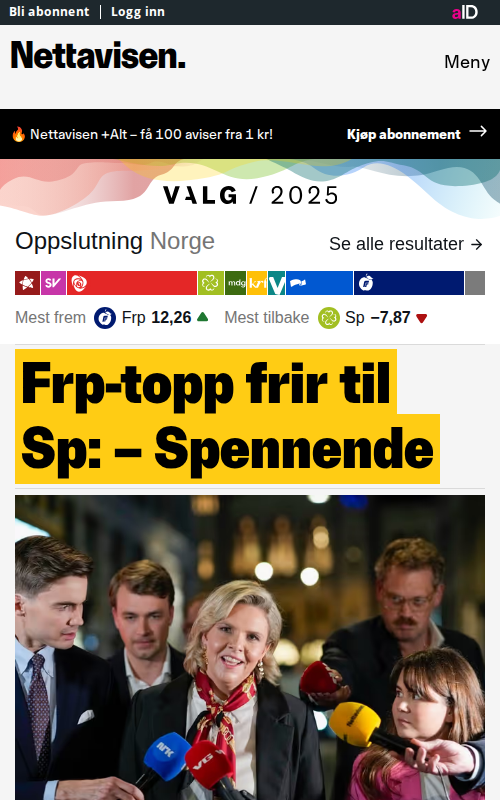 Bli abonnent | Logg inn
aID
Nettavisen.
Meny
🔥 Nettavisen +Alt – få 100 aviser fra 1 kr!
Kjøp abonnement →
VALG / 2025
Oppslutning Norge
Se alle resultater →
SV mdg krf V
Mest frem Frp 12,26 ▲ Mest tilbake Sp –7,87 ▼
Frp-topp frir til
Sp: – Spennende
NRK
VG
Nettavisen